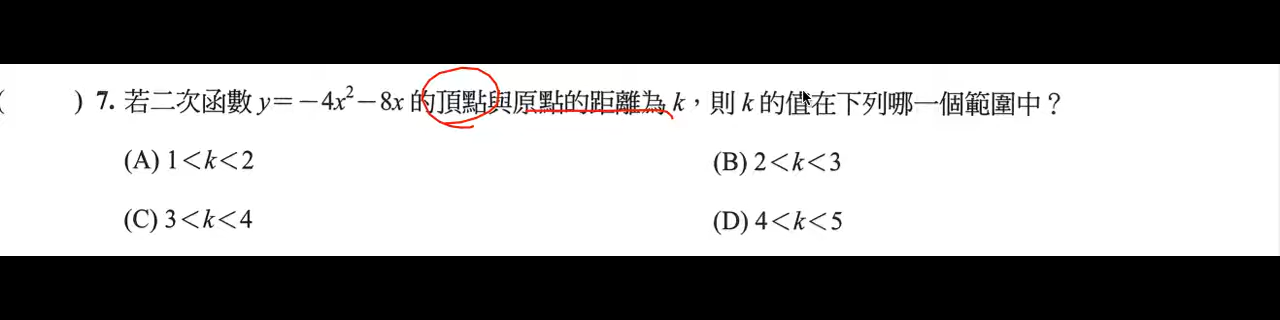 ( ) 7. 若二次函數 y=-4x²-8x 的頂點與原點的距離為 k，則 k 的值在下列哪一個範圍中？
(A) 1<k<2 (B) 2<k<3
(C) 3<k<4 (D) 4<k<5